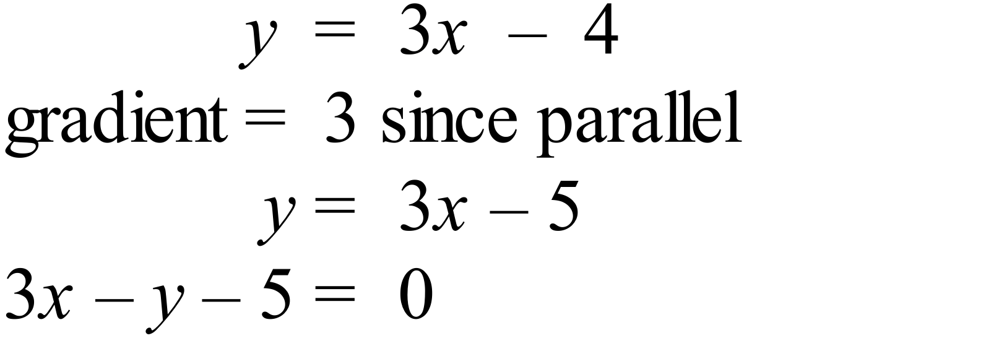 y = 3x – 4
gradient = 3 since parallel
y = 3x – 5
3x – y – 5 = 0